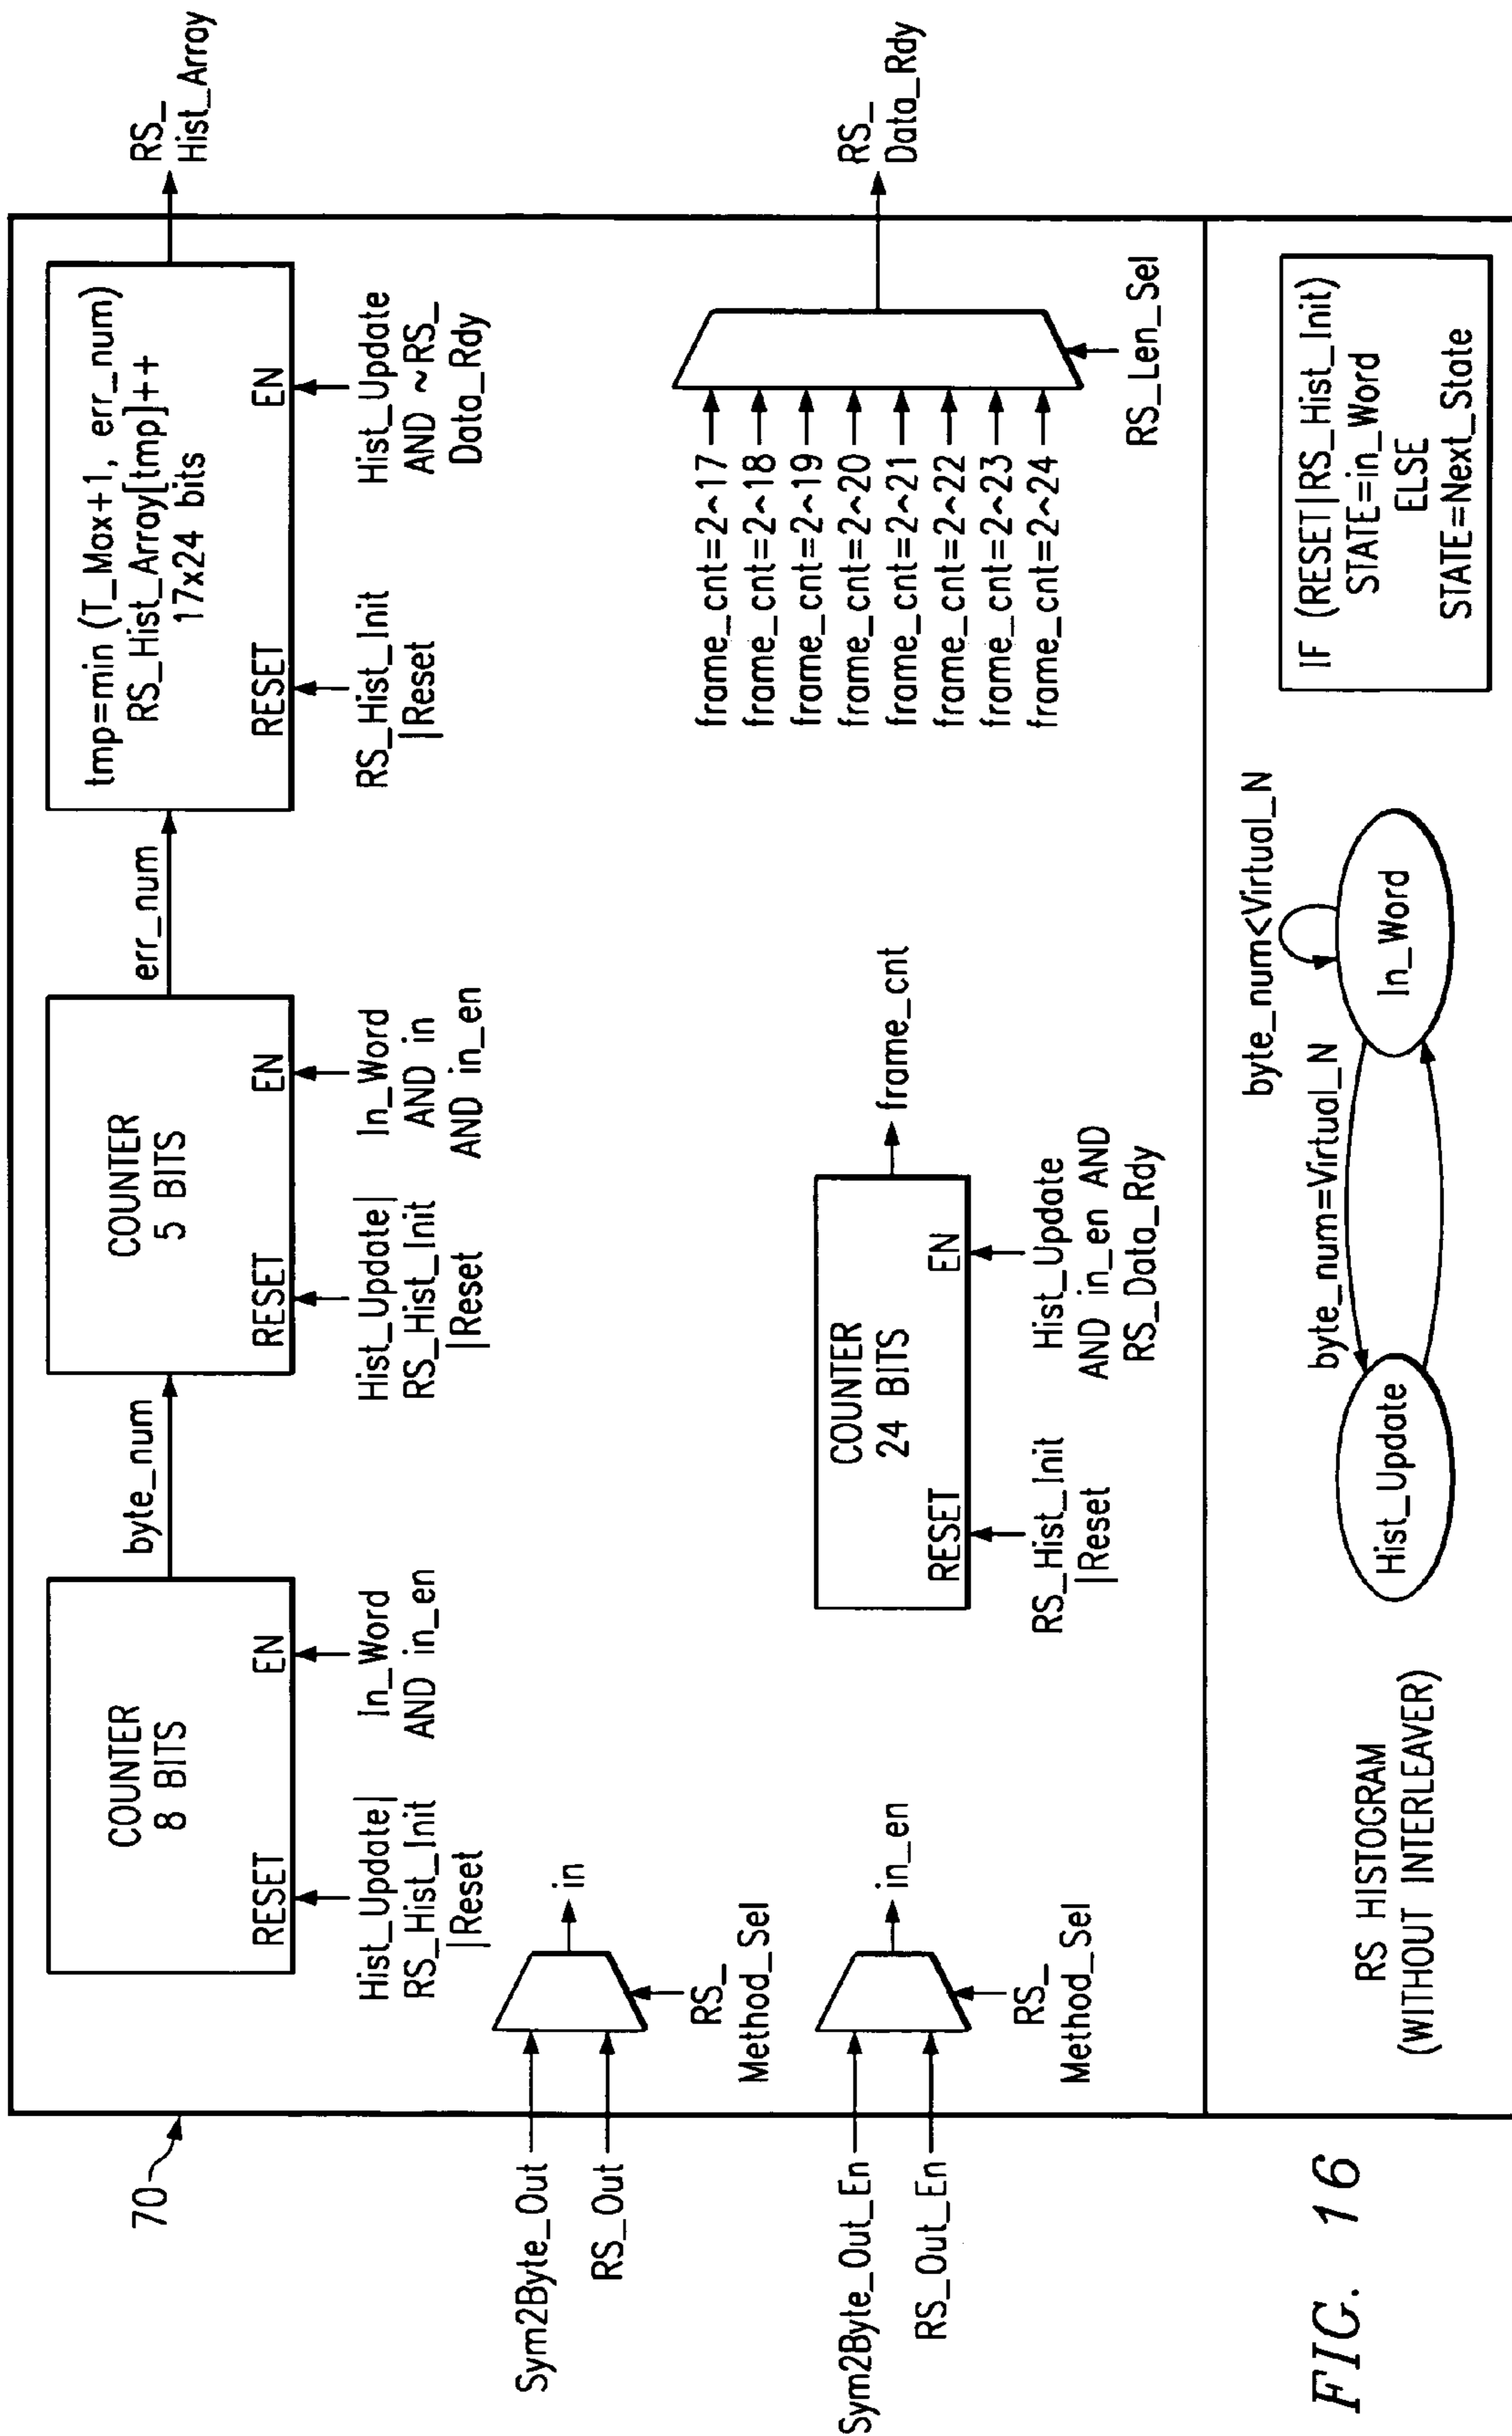 70
COUNTER
8 BITS
RESET
EN
Hist_Update|
RS_Hist_Init
|Reset
In_Word
AND in_en
byte_num
COUNTER
5 BITS
RESET
EN
Hist_Update|
RS_Hist_Init
|Reset
In_Word
AND in
AND in_en
err_num
tmp=min (T_Max+1, err_num)
RS_Hist_Array[tmp]++
17x24 bits
RESET
EN
RS_Hist_Init
|Reset
Hist_Update
AND ~RS_
Data_Rdy
RS_
Hist_Array
Sym2Byte_Out
RS_Out
in
RS_
Method_Sel
Sym2Byte_Out_En
RS_Out_En
in_en
RS_
Method_Sel
COUNTER
24 BITS
RESET
EN
RS_Hist_Init
|Reset
Hist_Update
AND in_en AND
RS_Data_Rdy
frame_cnt
frame_cnt=2^17
frame_cnt=2^18
frame_cnt=2^19
frame_cnt=2^20
frame_cnt=2^21
frame_cnt=2^22
frame_cnt=2^23
frame_cnt=2^24
RS_Len_Sel
RS_
Data_Rdy
RS HISTOGRAM
(WITHOUT INTERLEAVER)
Hist_Update
byte_num=Virtual_N
byte_num<Virtual_N
In_Word
IF (RESET|RS_Hist_Init)
STATE=in_Word
ELSE
STATE=Next_State
FIG. 16